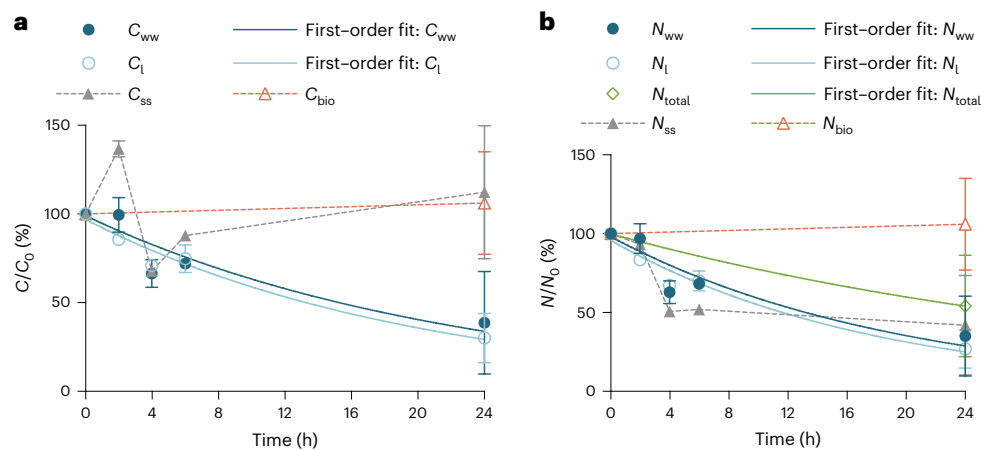 a
C_ww First–order fit: C_ww
C_l First–order fit: C_l
C_ss C_bio
150
100
50
0
C/C_0 (%)
0 4 8 12 16 20 24
Time (h)
b
N_ww First–order fit: N_ww
N_l First–order fit: N_l
N_total First–order fit: N_total
N_ss N_bio
150
100
50
0
N/N_0 (%)
0 4 8 12 16 20 24
Time (h)